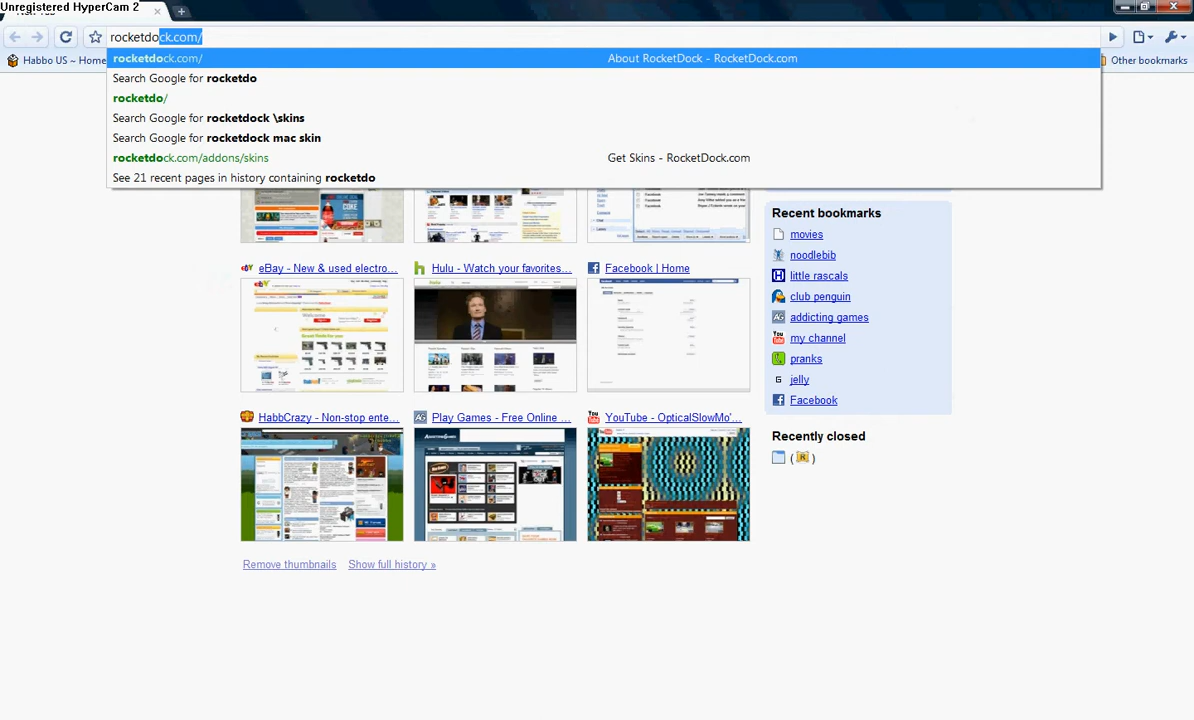 Unregistered HyperCam 2
rocketdock.com/
Habbo US ~ Home
Other bookmarks
rocketdock.com/ About RocketDock - RocketDock.com
Search Google for rocketdo
rocketdo/
Search Google for rocketdock \skins
Search Google for rocketdock mac skin
rocketdock.com/addons/skins Get Skins - RocketDock.com
See 21 recent pages in history containing rocketdo
eBay - New & used electro...
Hulu - Watch your favorites...
Facebook | Home
HabbCrazy - Non-stop ente...
Play Games - Free Online ...
YouTube - OpticalSlowMo'...
Remove thumbnails
Show full history »
Recent bookmarks
movies
noodlebib
little rascals
club penguin
addicting games
my channel
pranks
jelly
Facebook
Recently closed
( )